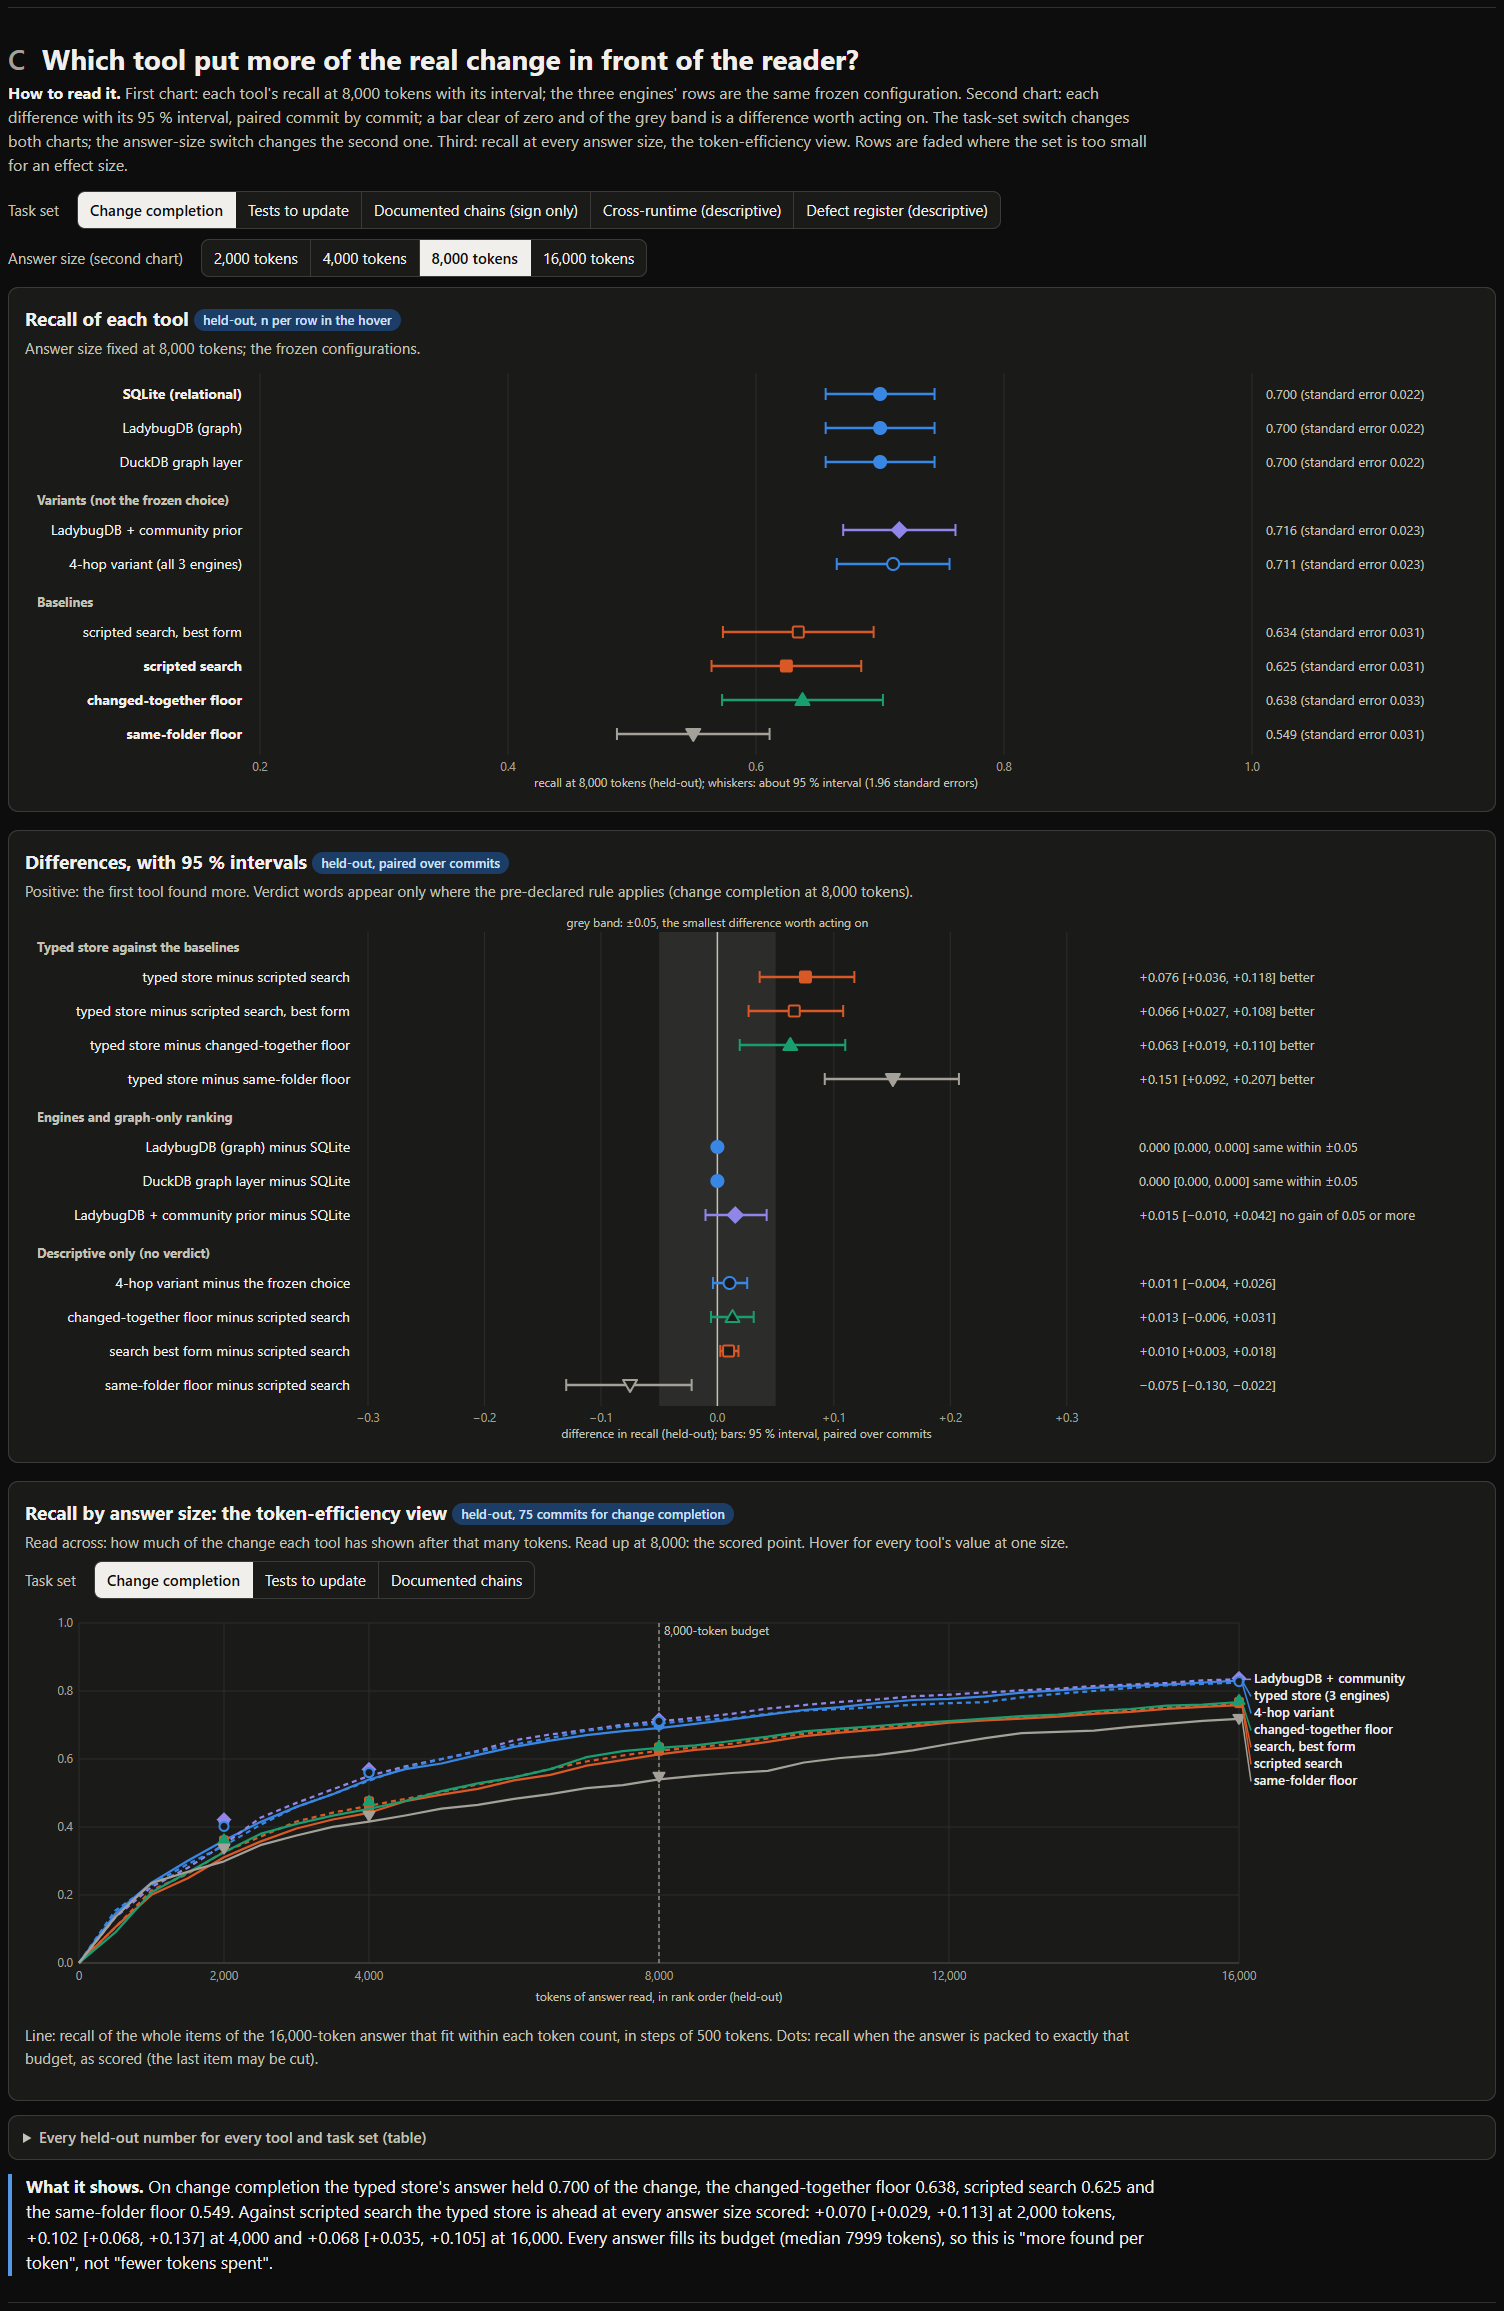 C Which tool put more of the real change in front of the reader?
How to read it. First chart: each tool's recall at 8,000 tokens with its interval; the three engines' rows are the same frozen configuration. Second chart: each
difference with its 95 % interval, paired commit by commit; a bar clear of zero and of the grey band is a difference worth acting on. The task-set switch changes
both charts; the answer-size switch changes the second one. Third: recall at every answer size, the token-efficiency view. Rows are faded where the set is too small
for an effect size.
Task set Change completion Tests to update Documented chains (sign only) Cross-runtime (descriptive) Defect register (descriptive)
Answer size (second chart) 2,000 tokens 4,000 tokens 8,000 tokens 16,000 tokens
Recall of each tool held-out, n per row in the hover
Answer size fixed at 8,000 tokens; the frozen configurations.
SQLite (relational) 0.700 (standard error 0.022)
LadybugDB (graph) 0.700 (standard error 0.022)
DuckDB graph layer 0.700 (standard error 0.022)
Variants (not the frozen choice)
LadybugDB + community prior 0.716 (standard error 0.023)
4-hop variant (all 3 engines) 0.711 (standard error 0.023)
Baselines
scripted search, best form 0.634 (standard error 0.031)
scripted search 0.625 (standard error 0.031)
changed-together floor 0.638 (standard error 0.033)
same-folder floor 0.549 (standard error 0.031)
0.2 0.4 0.6 0.8 1.0
recall at 8,000 tokens (held-out); whiskers: about 95 % interval (1.96 standard errors)
Differences, with 95 % intervals held-out, paired over commits
Positive: the first tool found more. Verdict words appear only where the pre-declared rule applies (change completion at 8,000 tokens).
grey band: ±0.05, the smallest difference worth acting on
Typed store against the baselines
typed store minus scripted search +0.076 [+0.036, +0.118] better
typed store minus scripted search, best form +0.066 [+0.027, +0.108] better
typed store minus changed-together floor +0.063 [+0.019, +0.110] better
typed store minus same-folder floor +0.151 [+0.092, +0.207] better
Engines and graph-only ranking
LadybugDB (graph) minus SQLite 0.000 [0.000, 0.000] same within ±0.05
DuckDB graph layer minus SQLite 0.000 [0.000, 0.000] same within ±0.05
LadybugDB + community prior minus SQLite +0.015 [−0.010, +0.042] no gain of 0.05 or more
Descriptive only (no verdict)
4-hop variant minus the frozen choice +0.011 [−0.004, +0.026]
changed-together floor minus scripted search +0.013 [−0.006, +0.031]
search best form minus scripted search +0.010 [+0.003, +0.018]
same-folder floor minus scripted search −0.075 [−0.130, −0.022]
−0.3 −0.2 −0.1 0.0 +0.1 +0.2 +0.3
difference in recall (held-out); bars: 95 % interval, paired over commits
Recall by answer size: the token-efficiency view held-out, 75 commits for change completion
Read across: how much of the change each tool has shown after that many tokens. Read up at 8,000: the scored point. Hover for every tool's value at one size.
Task set Change completion Tests to update Documented chains
1.0
8,000-token budget
LadybugDB + community
0.8
typed store (3 engines)
4-hop variant
changed-together floor
search, best form
0.6
scripted search
same-folder floor
0.4
0.2
0.0
0 2,000 4,000 8,000 12,000 16,000
tokens of answer read, in rank order (held-out)
Line: recall of the whole items of the 16,000-token answer that fit within each token count, in steps of 500 tokens. Dots: recall when the answer is packed to exactly that
budget, as scored (the last item may be cut).
▶ Every held-out number for every tool and task set (table)
What it shows. On change completion the typed store's answer held 0.700 of the change, the changed-together floor 0.638, scripted search 0.625 and
the same-folder floor 0.549. Against scripted search the typed store is ahead at every answer size scored: +0.070 [+0.029, +0.113] at 2,000 tokens,
+0.102 [+0.068, +0.137] at 4,000 and +0.068 [+0.035, +0.105] at 16,000. Every answer fills its budget (median 7999 tokens), so this is "more found per
token", not "fewer tokens spent".